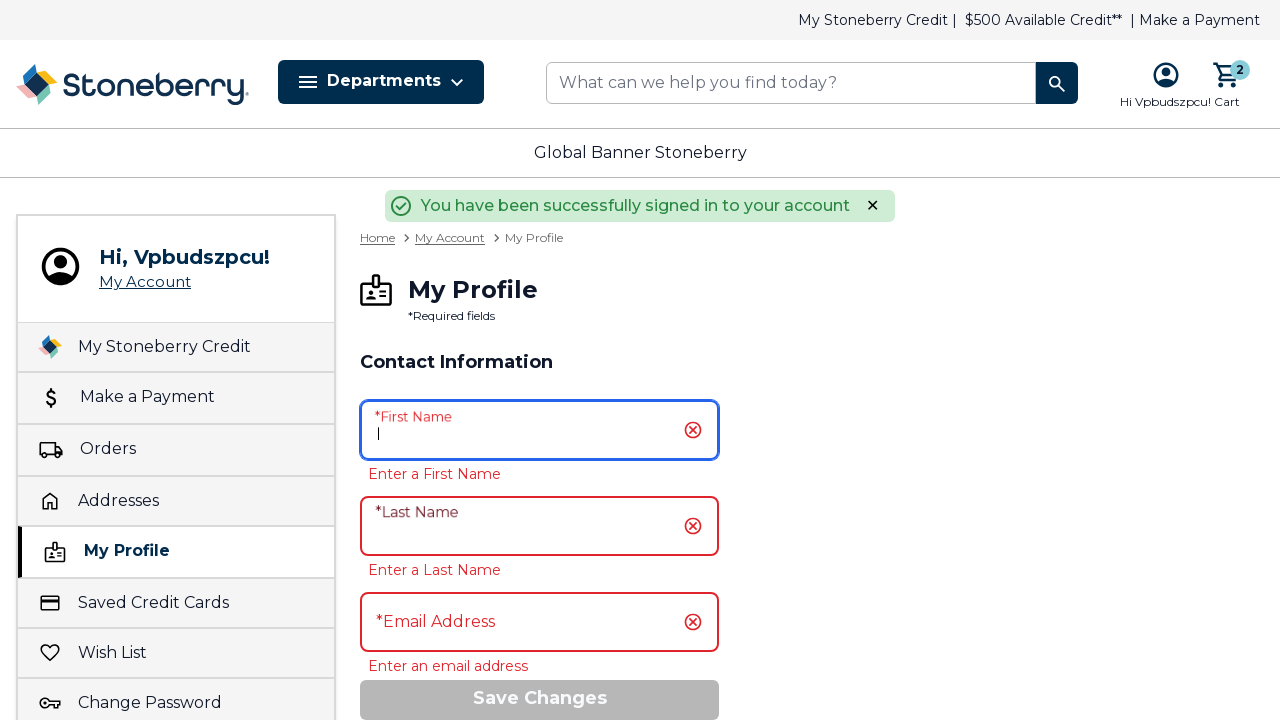 My Stoneberry Credit | $500 Available Credit** | Make a Payment
Stoneberry
Departments
What can we help you find today?
2
Hi Vpbudszpcu! Cart
Global Banner Stoneberry
You have been successfully signed in to your account ×
Home > My Account > My Profile
Hi, Vpbudszpcu!
My Account
My Stoneberry Credit
Make a Payment
Orders
Addresses
My Profile
Saved Credit Cards
Wish List
Change Password
My Profile
*Required fields
Contact Information
*First Name
Enter a First Name
*Last Name
Enter a Last Name
*Email Address
Enter an email address
Save Changes